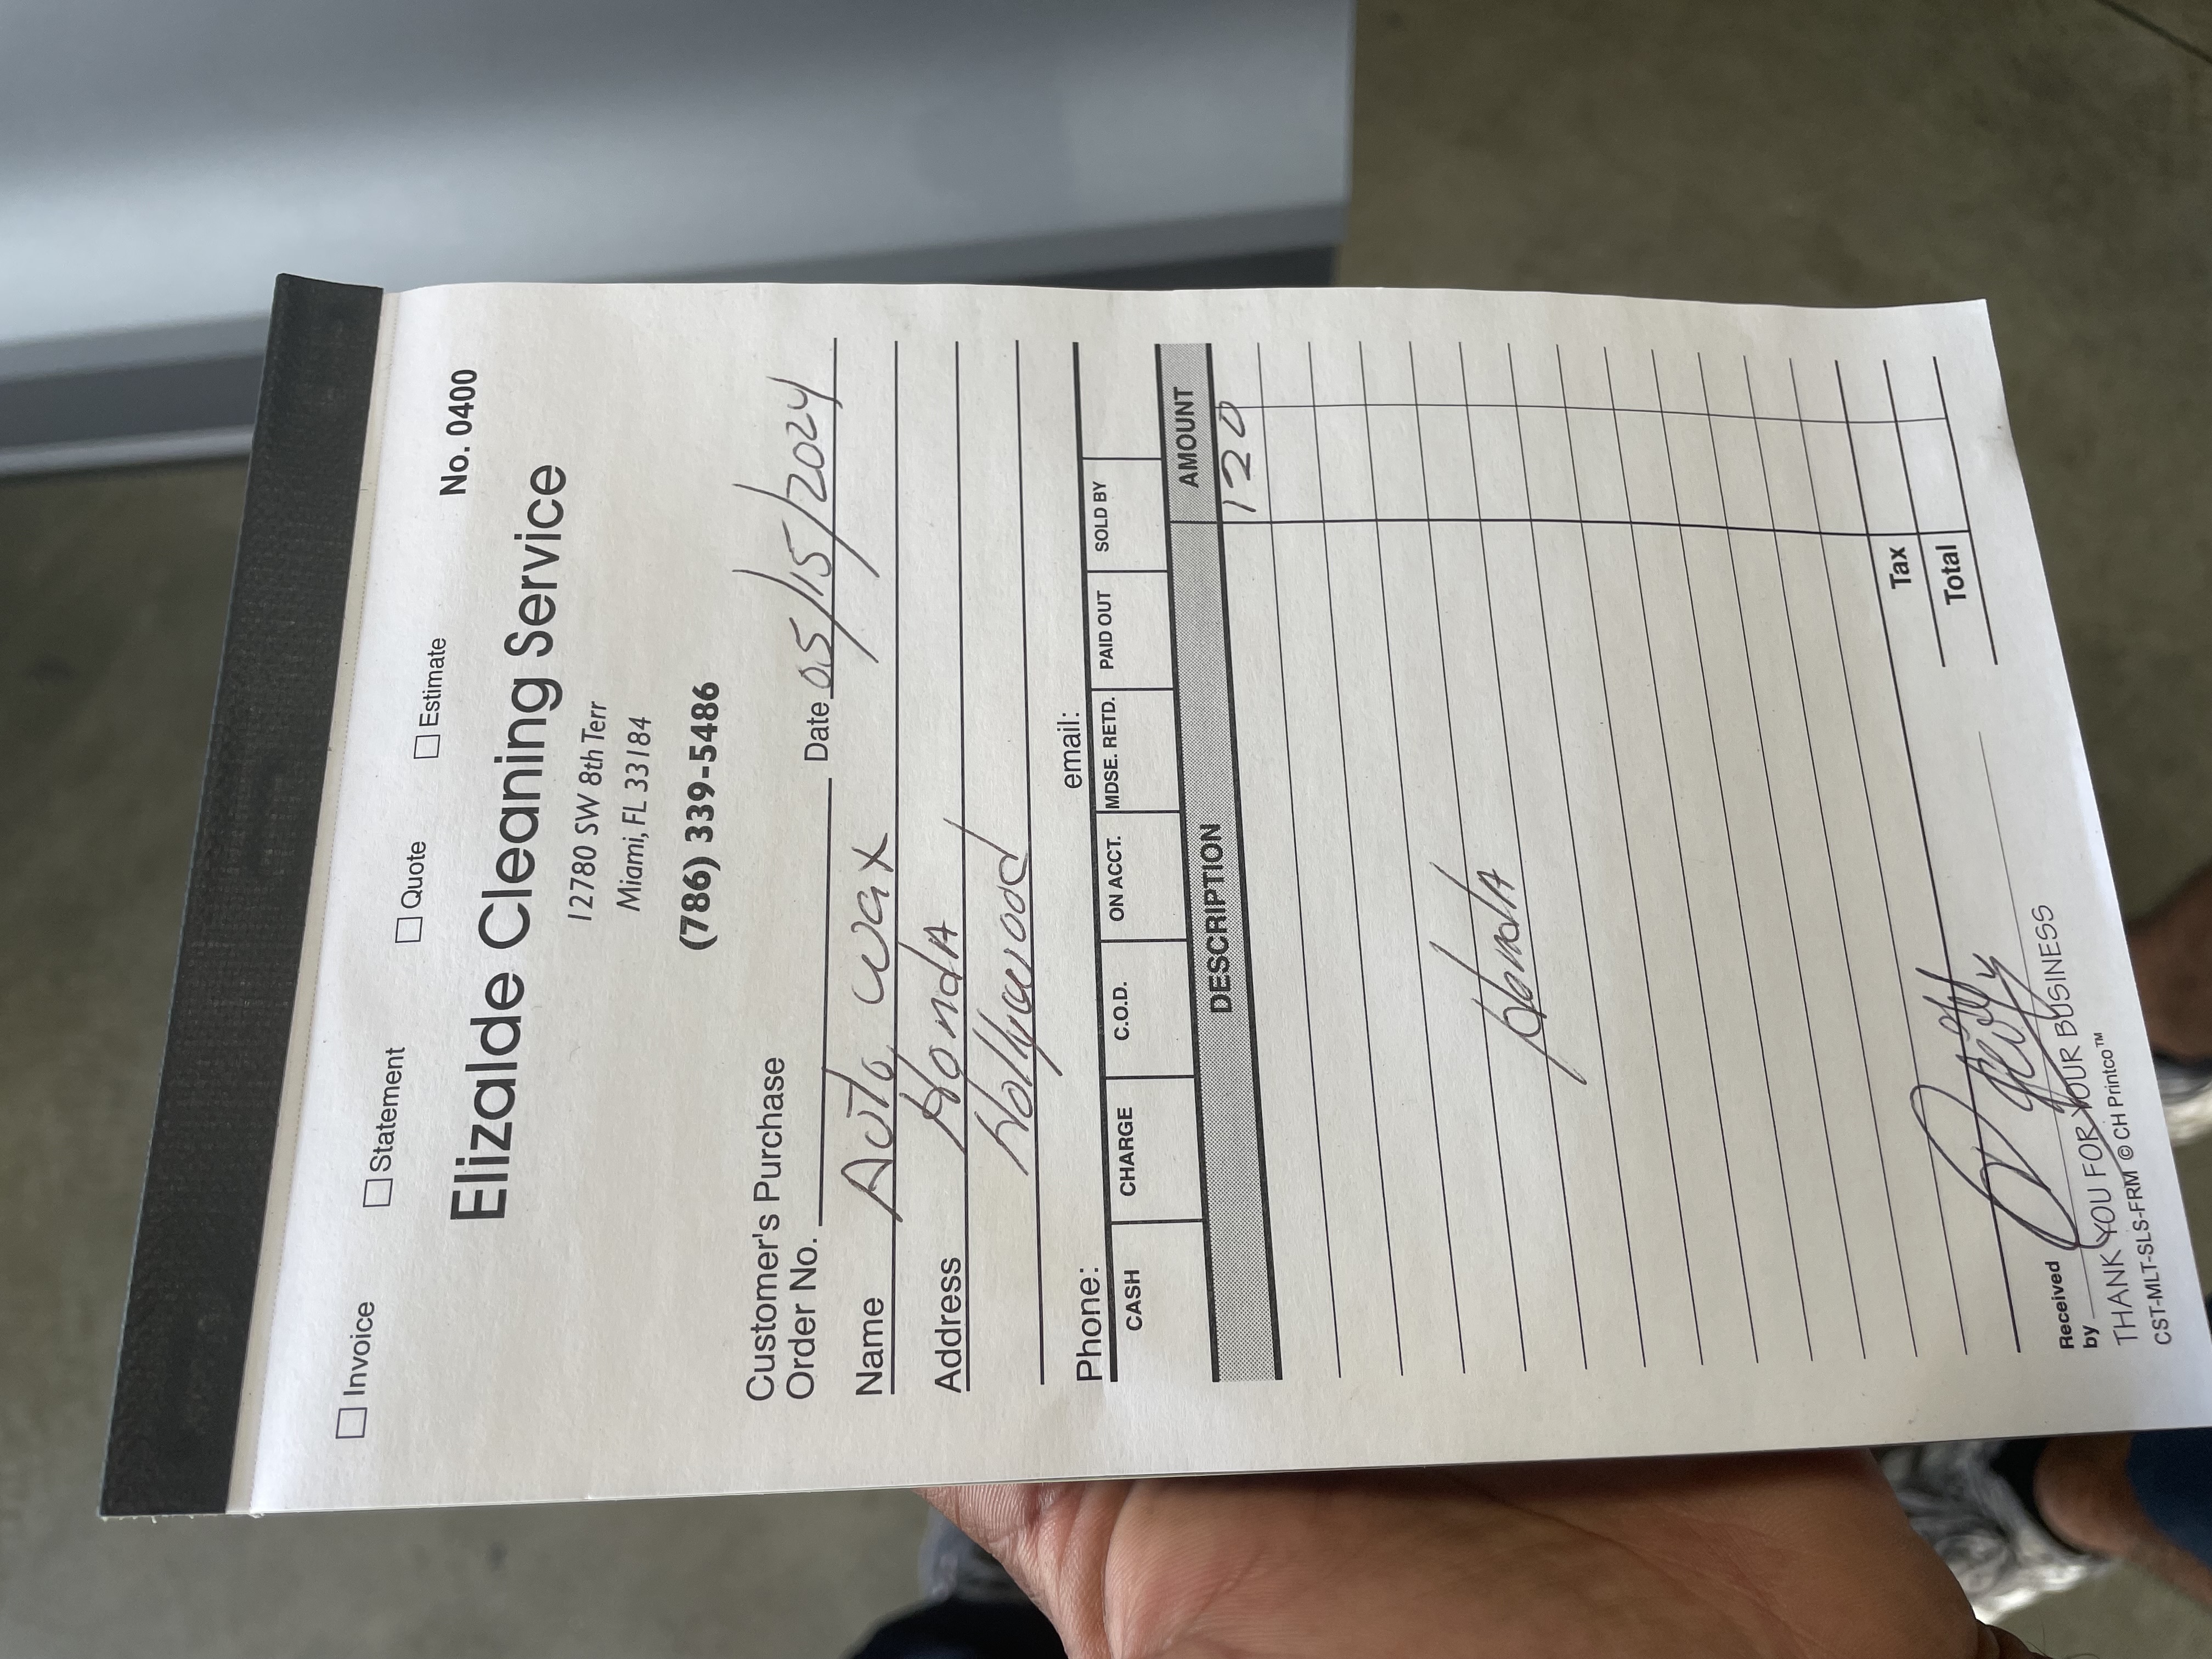 Invoice Statement Quote Estimate
No. 0400
Elizalde Cleaning Service
12780 SW 8th Terr
Miami, FL 33184
(786) 339-5486
Customer's Purchase
Order No. Date 05/15/2024
Name Auto wax
Address HondA
Hollywood
Phone: email:
CASH CHARGE C.O.D. ON ACCT. MDSE. RETD. PAID OUT SOLD BY
DESCRIPTION AMOUNT
120
HondA
Tax
Total
Received
by
THANK YOU FOR YOUR BUSINESS
CST-MLT-SLS-FRM © CH Printco™